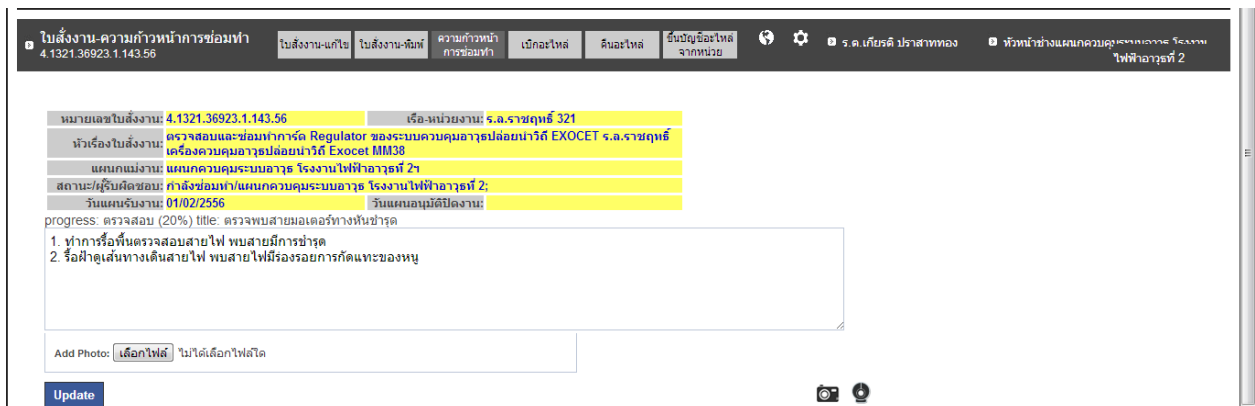 ใบสั่งงาน-ความก้าวหน้าการซ่อมทำ
4.1321.36923.1.143.56
ใบสั่งงาน-แก้ไข
ใบสั่งงาน-พิมพ์
ความก้าวหน้า
การซ่อมทำ
เบิกอะไหล่
คืนอะไหล่
ขึ้นบัญชีอะไหล่
จากหน่วย
ร.ต.เกียรติ ปราสาททอง
หัวหน้าช่างแผนกควบคุมระบบอาวุธ โรงงาน
ไฟฟ้าอาวุธที่ 2
หมายเลขใบสั่งงาน: 4.1321.36923.1.143.56 เรือ-หน่วยงาน: ร.ล.ราชฤทธิ์ 321
หัวเรื่องใบสั่งงาน: ตรวจสอบและซ่อมทำการ์ด Regulator ของระบบควบคุมอาวุธปล่อยนำวิถี EXOCET ร.ล.ราชฤทธิ์
เครื่องควบคุมอาวุธปล่อยนำวิถี Exocet MM38
แผนกแม่งาน: แผนกควบคุมระบบอาวุธ โรงงานไฟฟ้าอาวุธที่ 2ฯ
สถานะ/ผู้รับผิดชอบ: กำลังซ่อมทำ/แผนกควบคุมระบบอาวุธ โรงงานไฟฟ้าอาวุธที่ 2;
วันแผนรับงาน: 01/02/2556 วันแผนอนุมัติปิดงาน:
progress: ตรวจสอบ (20%) title: ตรวจพบสายมอเตอร์ทางหันชำรุด
1. ทำการรื้อพื้นตรวจสอบสายไฟ พบสายมีการชำรุด
2. รื้อฝ้าดูเส้นทางเดินสายไฟ พบสายไฟมีร่องรอยการกัดแทะของหนู
Add Photo: เลือกไฟล์ ไม่ได้เลือกไฟล์ใด
Update